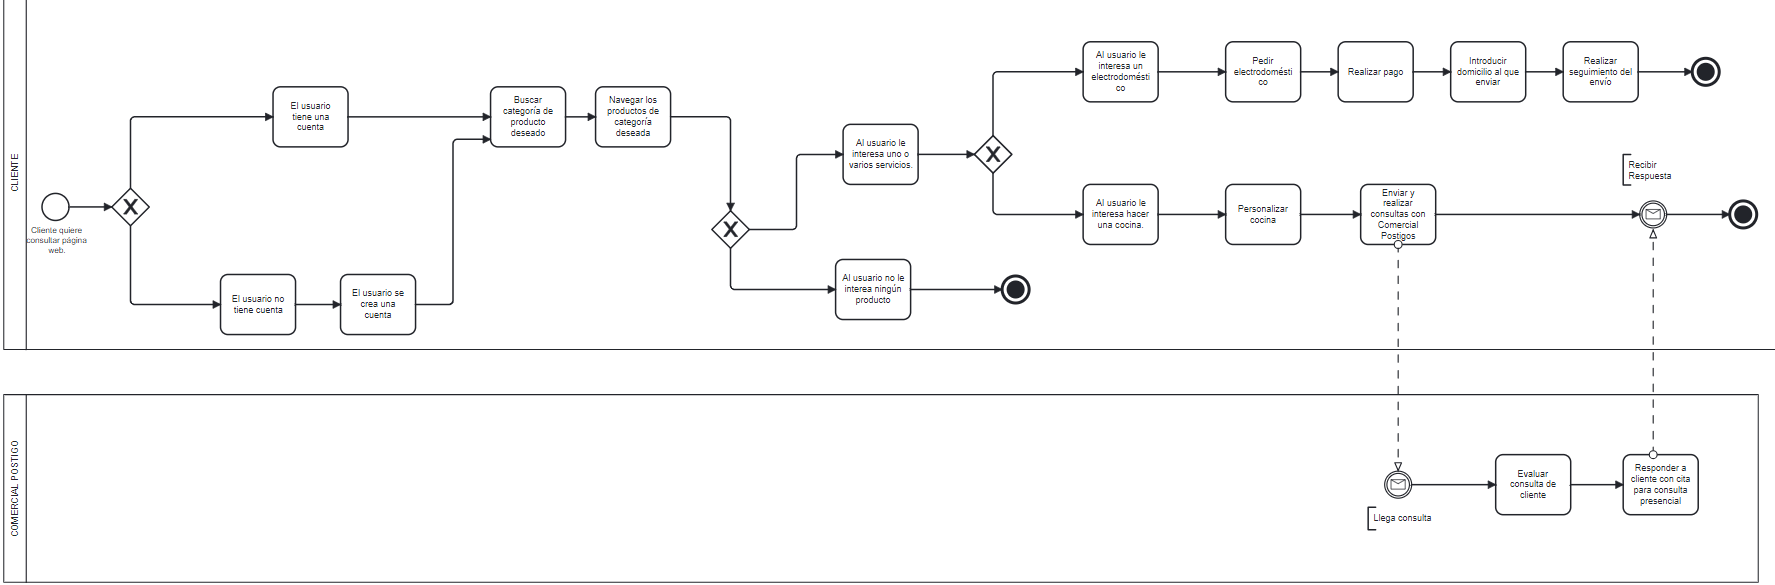 CLIENTE
Cliente quiere
consultar página
web.
El usuario
tiene una
cuenta
El usuario no
tiene cuenta
El usuario se
crea una
cuenta
Buscar
categoría de
producto
deseado
Navegar los
productos de
categoría
deseada
Al usuario le
interesa uno o
varios servicios.
Al usuario no le
interea ningún
producto
Al usuario le
interesa un
electrodomésti
co
Pedir
electrodomésti
co
Realizar pago
Introducir
domicilio al que
enviar
Realizar
seguimiento del
envío
Al usuario le
interesa hacer
una cocina.
Personalizar
cocina
Enviar y
realizar
consultas con
Comercial
Postigos
Recibir
Respuesta
COMERCIAL POSTIGO
Llega consulta
Evaluar
consulta de
cliente
Responder a
cliente con cita
para consulta
presencial